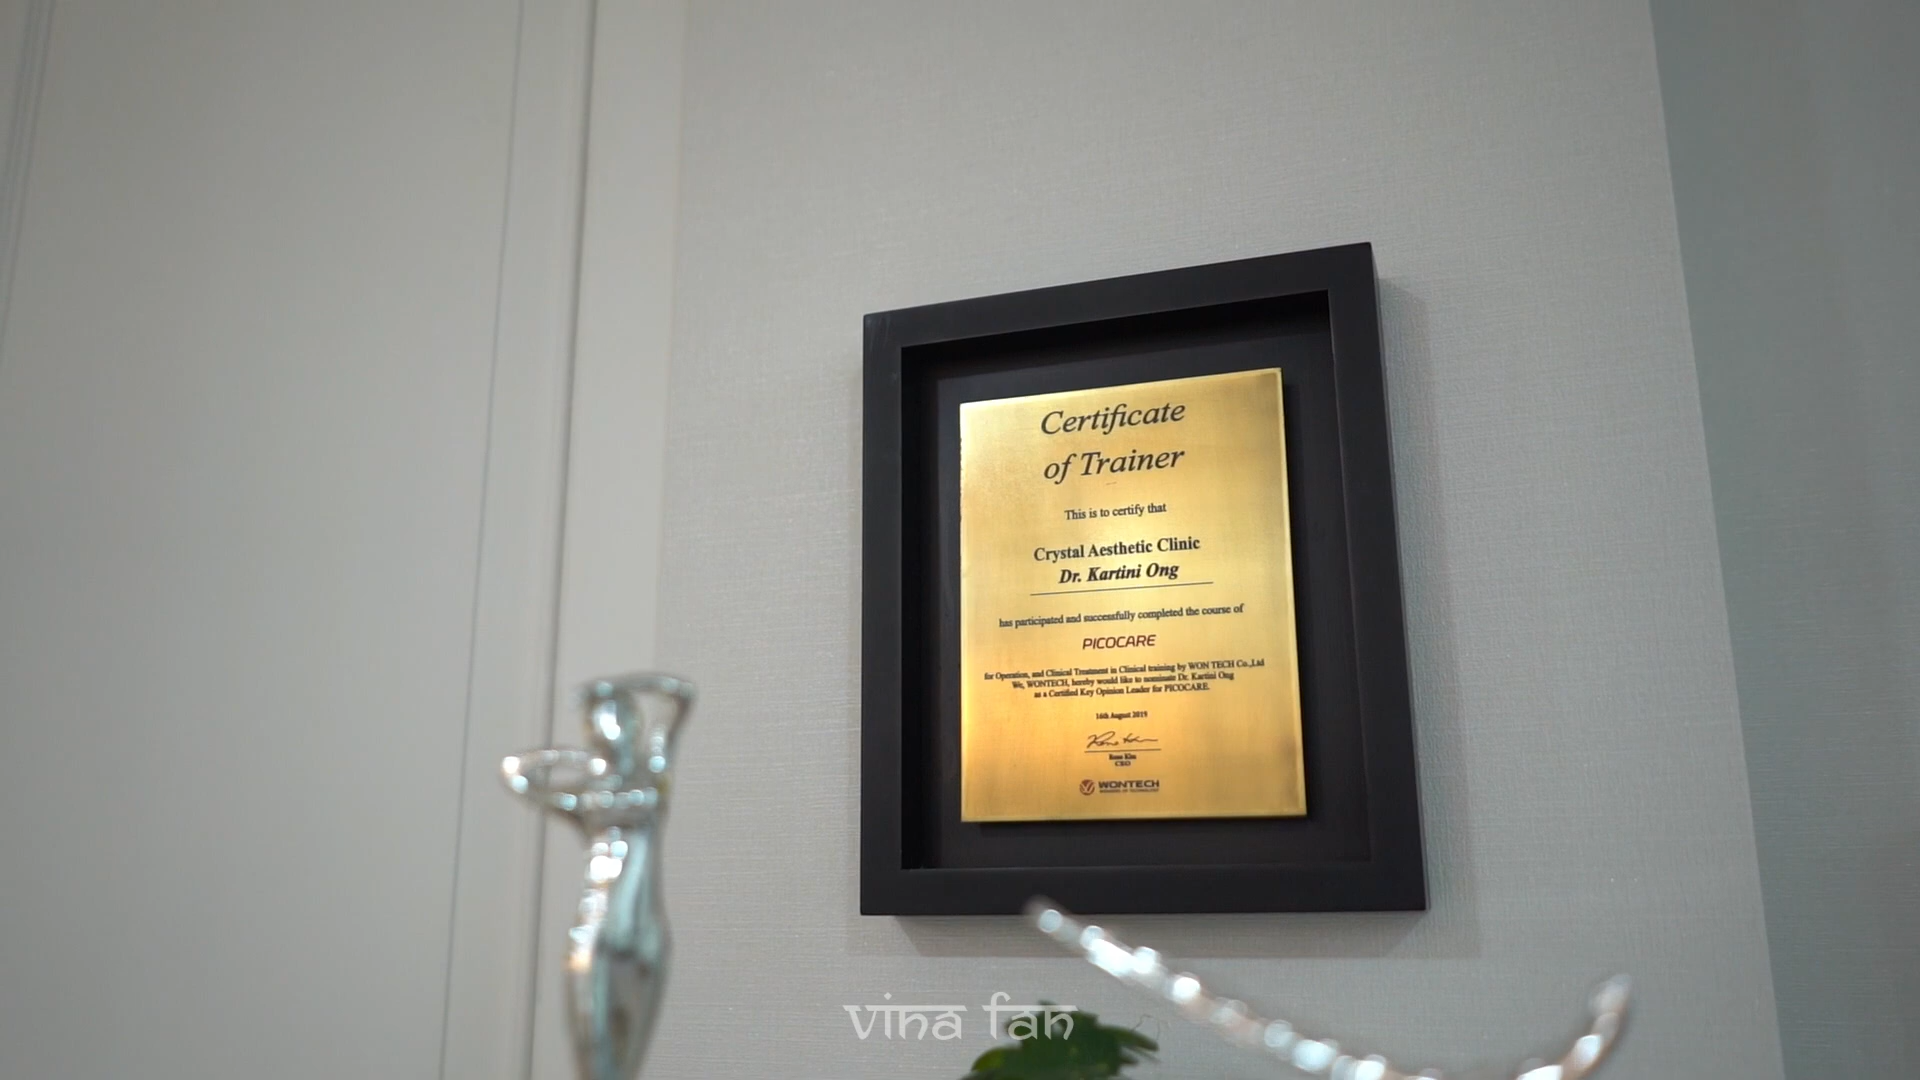 Certificate
of Trainer
This is to certify that
Crystal Aesthetic Clinic
Dr. Kartini Ong
has participated and successfully completed the course of
PICOCARE
for Operation, and Clinical Treatment in Clinical training by WON TECH Co.,Ltd
We, WONTECH, hereby would like to nominate Dr. Kartini Ong
as a Certified Key Opinion Leader for PICOCARE.
16th August 2019
Kim
CEO
WONTECH
vina fan